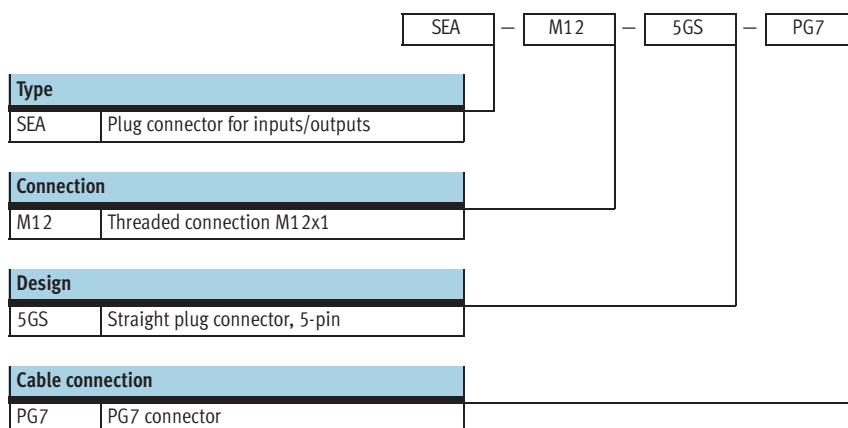 SEA – M12 – 5GS – PG7
Type
SEA Plug connector for inputs/outputs
Connection
M12 Threaded connection M12x1
Design
5GS Straight plug connector, 5-pin
Cable connection
PG7 PG7 connector